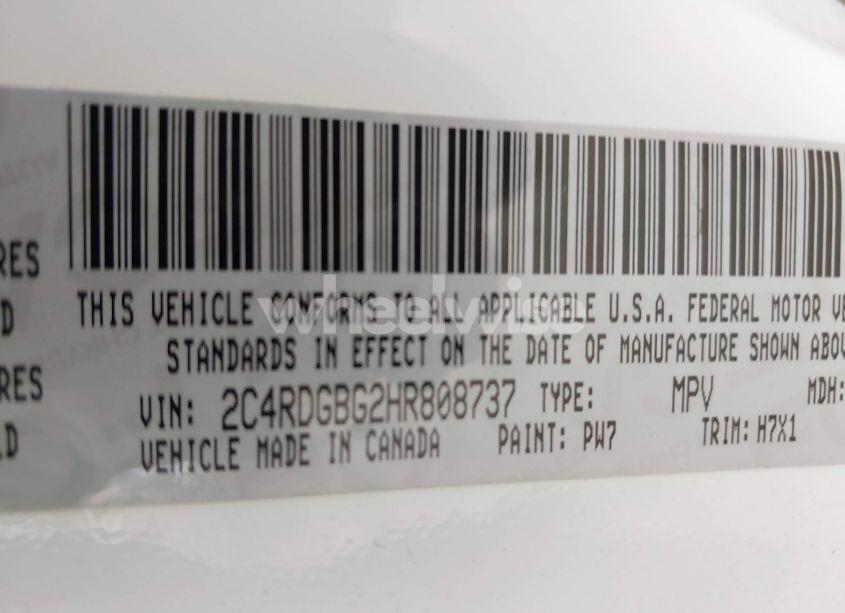 RES
D
THIS VEHICLE CONFORMS TO ALL APPLICABLE U.S.A. FEDERAL MOTOR VE
STANDARDS IN EFFECT ON THE DATE OF MANUFACTURE SHOWN ABOV
RES
LD
VIN: 2C4RDGBG2HR808737 TYPE: MPV MDH:
VEHICLE MADE IN CANADA PAINT: PW7 TRIM: H7X1
wheelwise